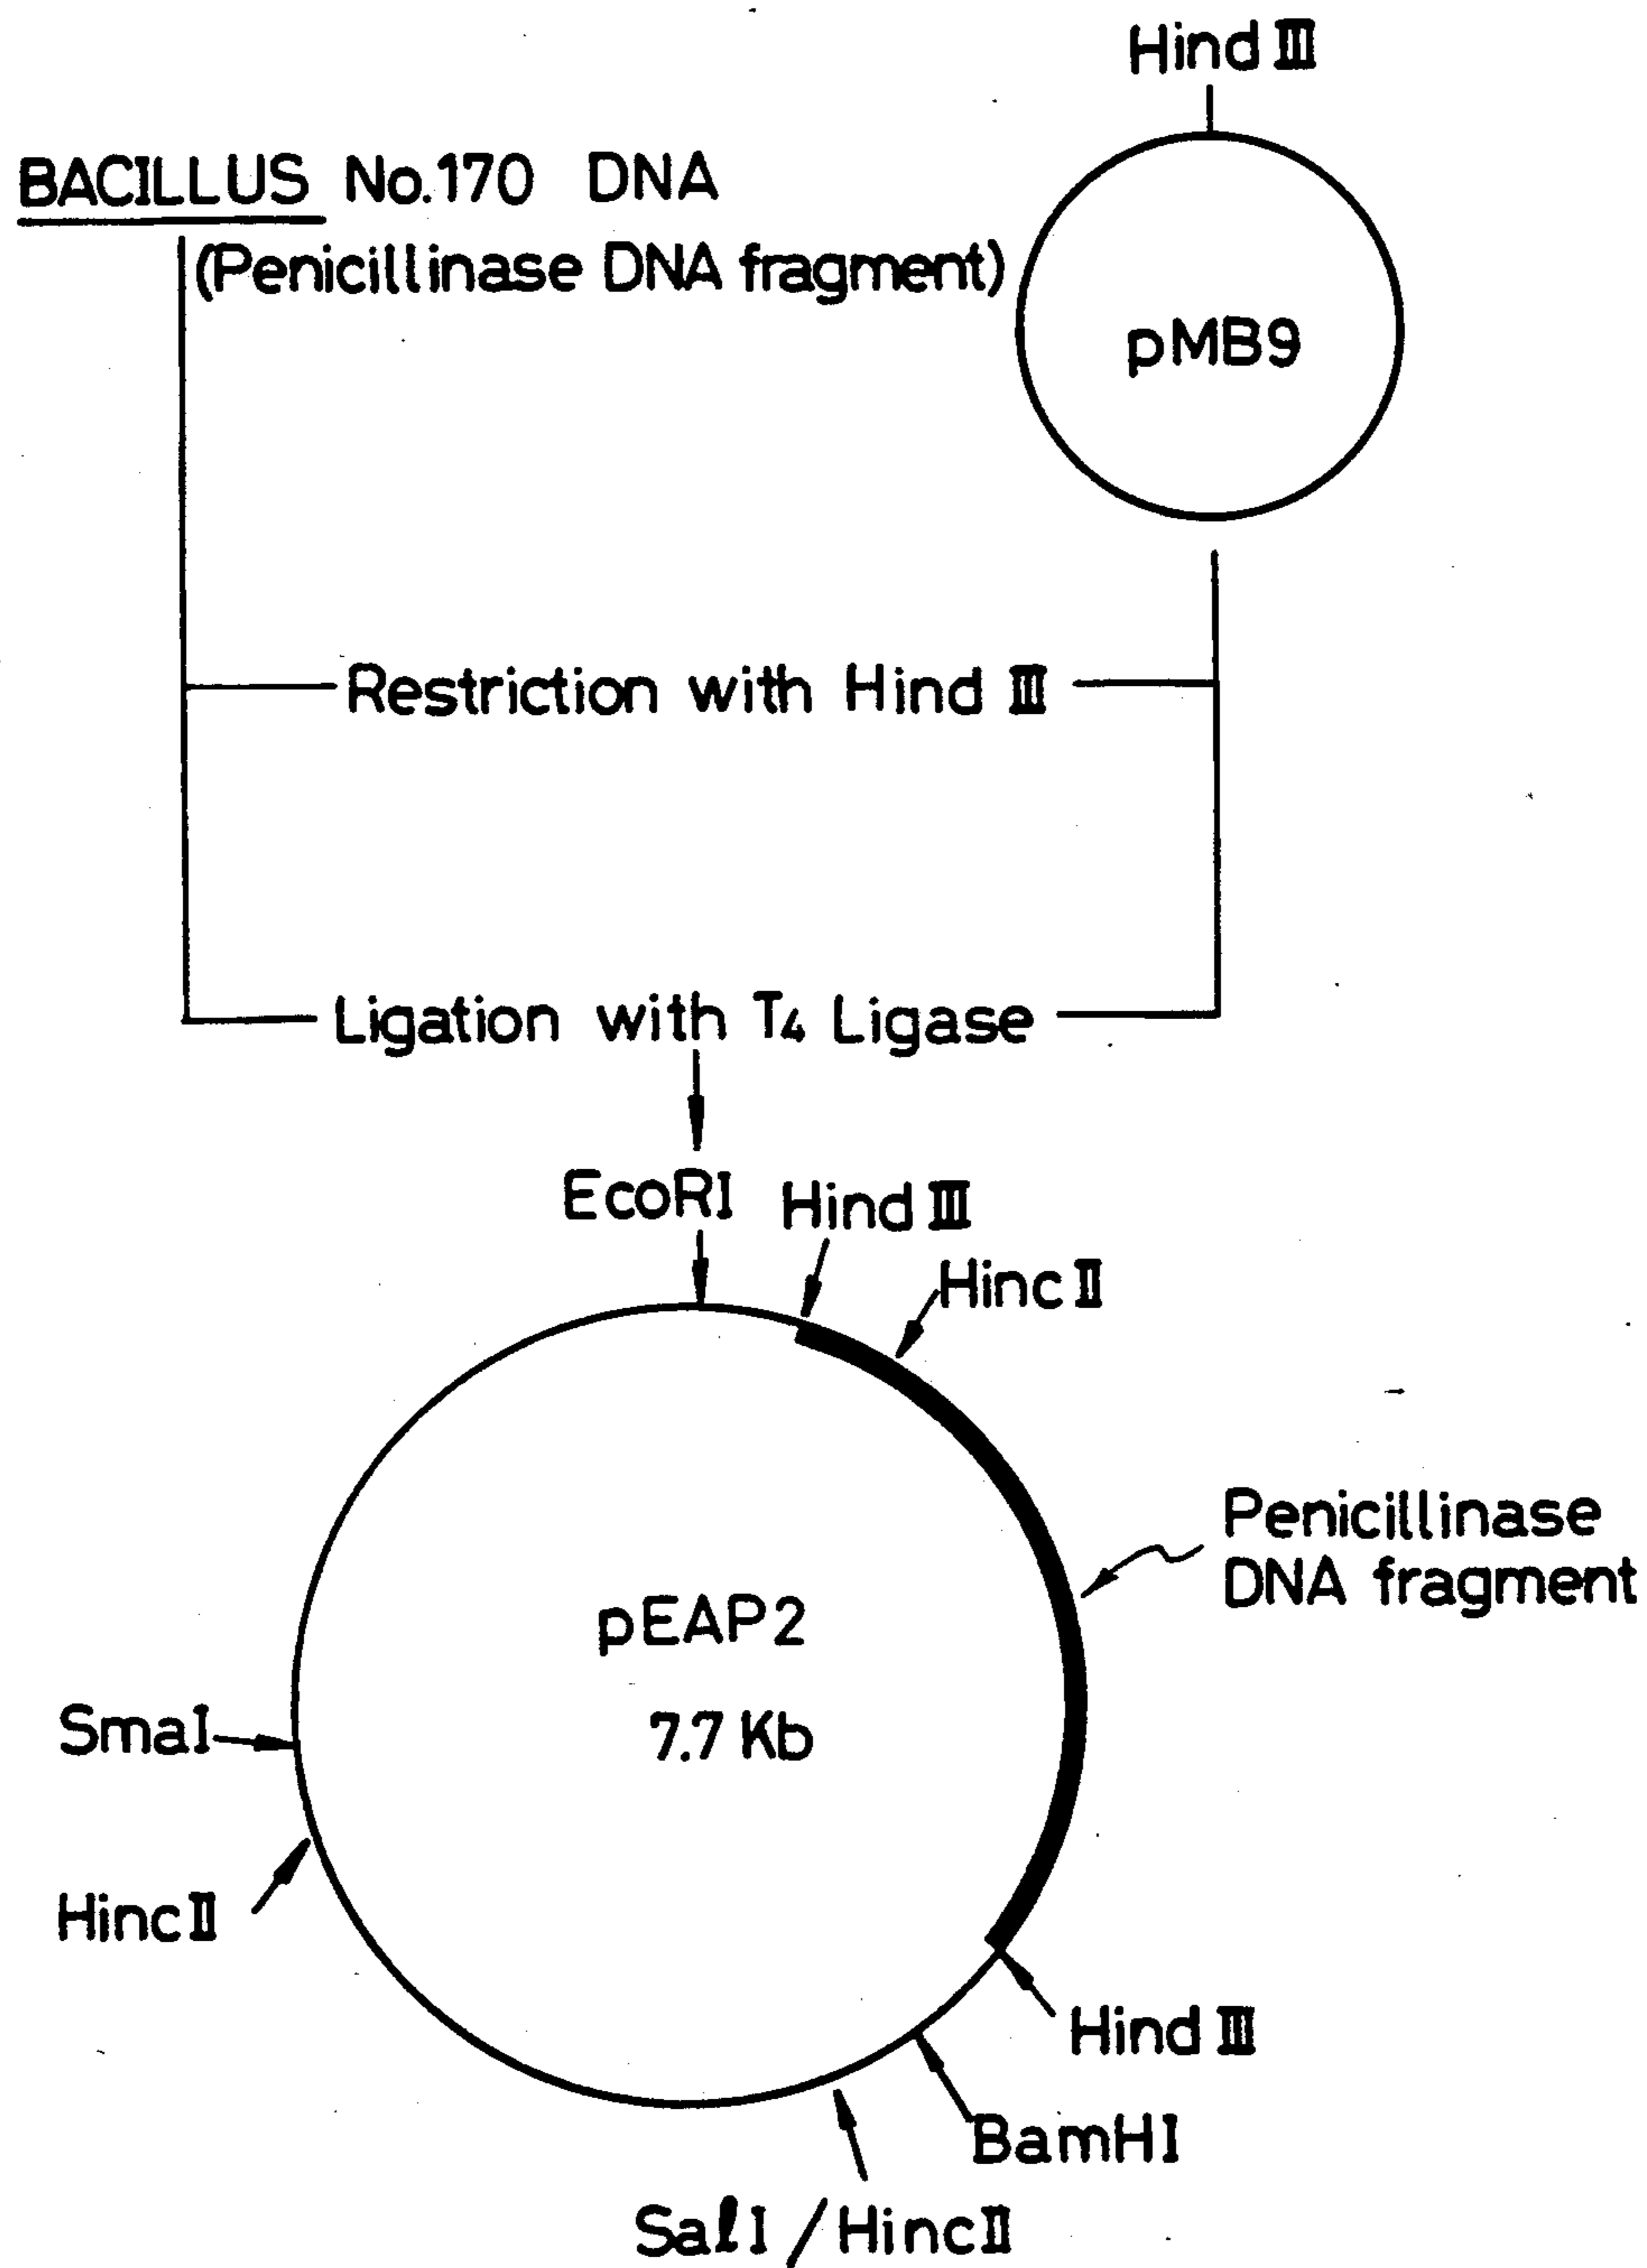 Hind III
BACILLUS No.170 DNA
(Penicillinase DNA fragment)
pMB9
Restriction with Hind III
Ligation with T4 Ligase
EcoRI
Hind III
Hinc II
Penicillinase
DNA fragment
pEAP2
7.7 Kb
SmaI
Hinc II
Hind III
BamHI
SalI / Hinc II